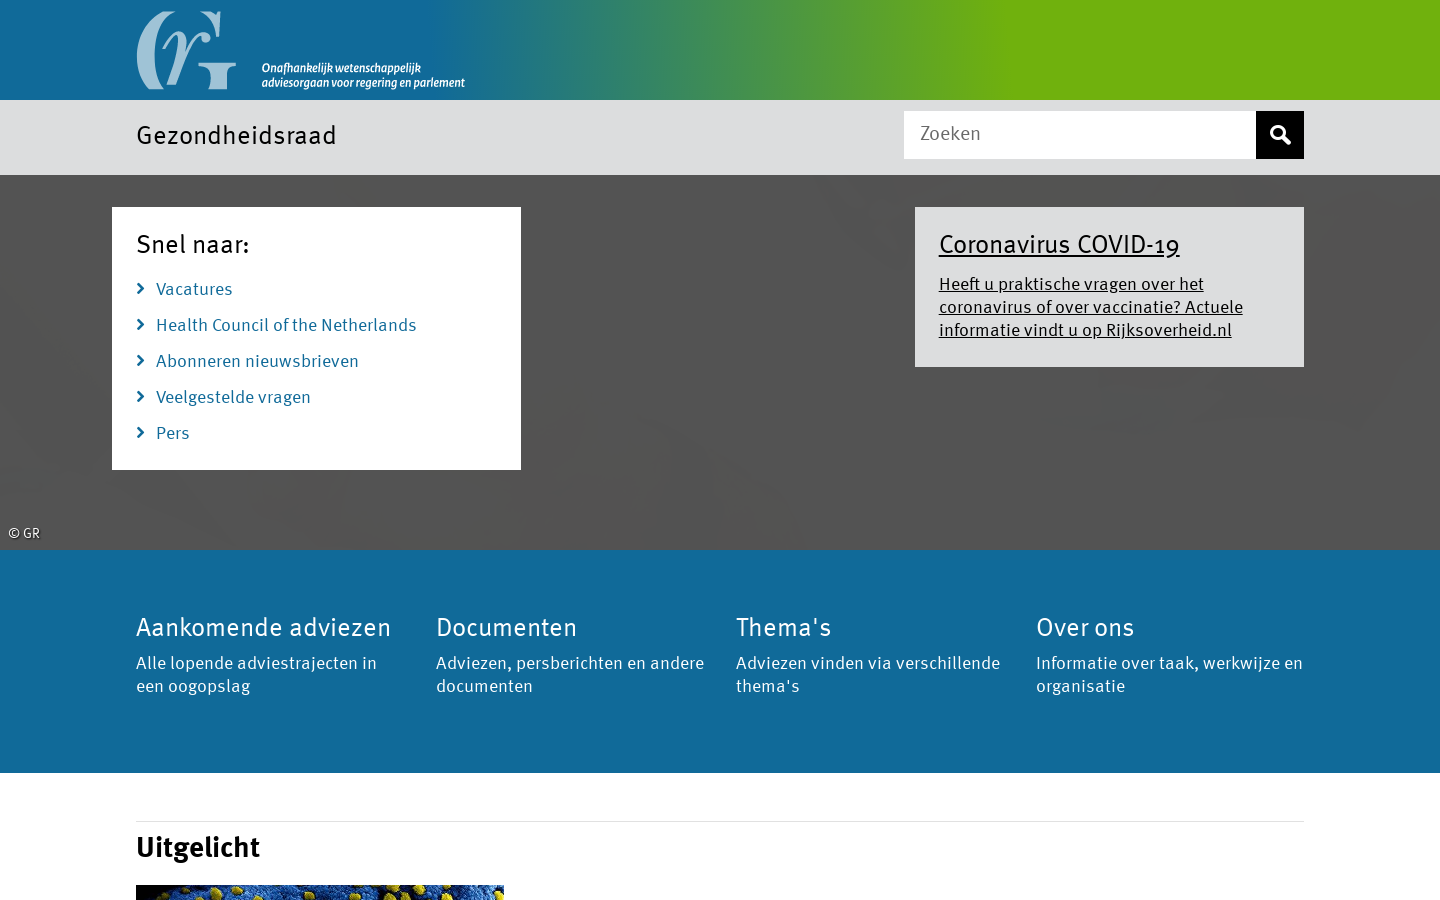 Onafhankelijk wetenschappelijk
adviesorgaan voor regering en parlement
Gezondheidsraad
Zoeken
Snel naar:
Vacatures
Health Council of the Netherlands
Abonneren nieuwsbrieven
Veelgestelde vragen
Pers
Coronavirus COVID-19
Heeft u praktische vragen over het
coronavirus of over vaccinatie? Actuele
informatie vindt u op Rijksoverheid.nl
© GR
Aankomende adviezen
Alle lopende adviestrajecten in
een oogopslag
Documenten
Adviezen, persberichten en andere
documenten
Thema's
Adviezen vinden via verschillende
thema's
Over ons
Informatie over taak, werkwijze en
organisatie
Uitgelicht